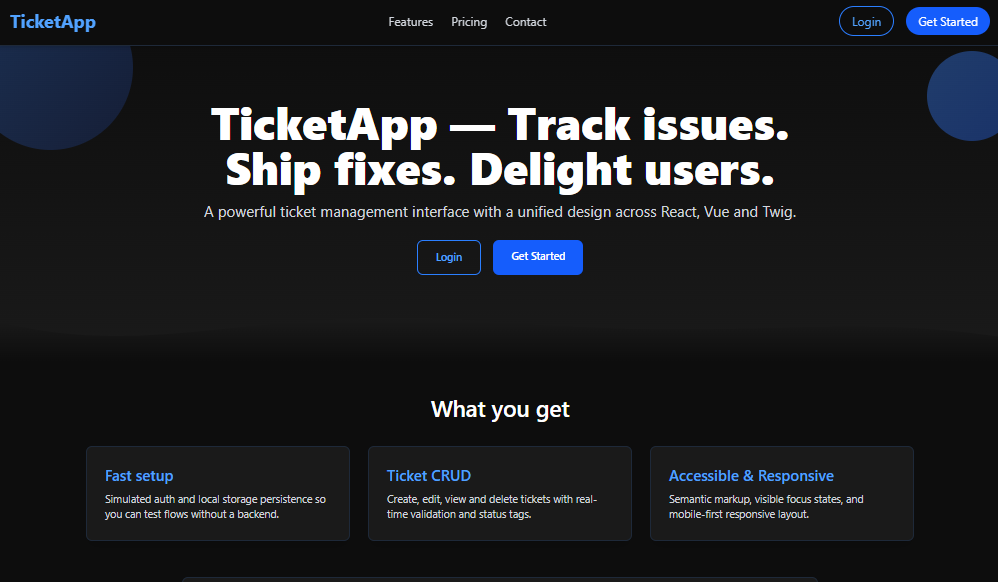 TicketApp
Features Pricing Contact
Login Get Started
TicketApp — Track issues.
Ship fixes. Delight users.
A powerful ticket management interface with a unified design across React, Vue and Twig.
Login Get Started
What you get
Fast setup
Simulated auth and local storage persistence so
you can test flows without a backend.
Ticket CRUD
Create, edit, view and delete tickets with real-
time validation and status tags.
Accessible & Responsive
Semantic markup, visible focus states, and
mobile-first responsive layout.